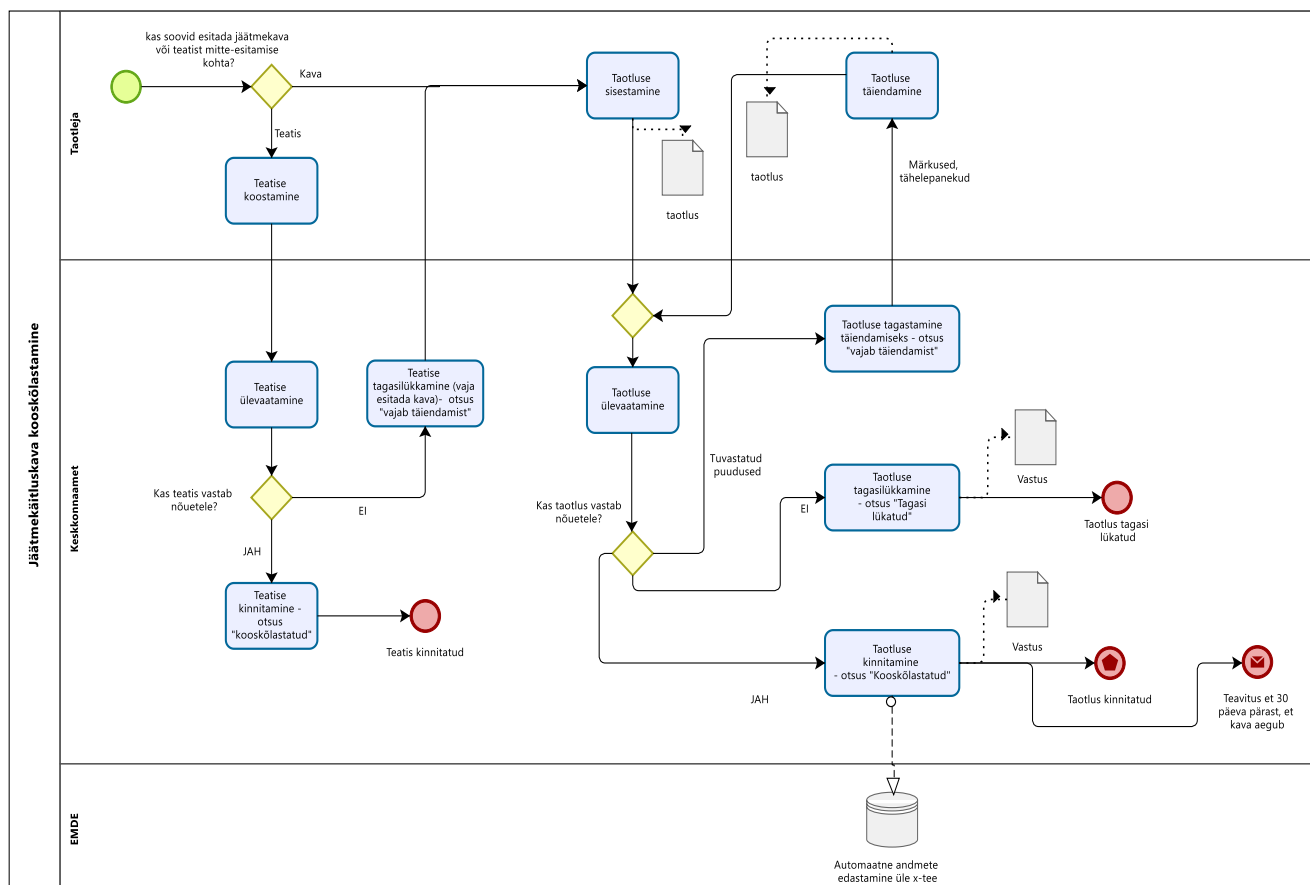 Jäätmekäitluskava kooskõlastamine
Taotleja
kas soovid esitada jäätmekava
või teatist mitte-esitamise
kohta?
Kava
Teatis
Teatise
koostamine
Taotluse
sisestamine
taotlus
Taotluse
täiendamine
taotlus
Märkused,
tähelepanekud
Keskkonnaamet
Teatise
ülevaatamine
Teatise
tagasilükkamine (vaja
esitada kava)- otsus
"vajab täiendamist"
Kas teatis vastab
nõuetele?
EI
JAH
Teatise
kinnitamine -
otsus
"kooskõlastatud"
Teatis kinnitatud
Taotluse
ülevaatamine
Kas taotlus vastab
nõuetele?
Tuvastatud
puudused
Taotluse tagastamine
täiendamiseks - otsus
"vajab täiendamist"
EI
Taotluse
tagasilükkamine
- otsus "Tagasi
lükatud"
Vastus
Taotlus tagasi
lükatud
JAH
Taotluse
kinnitamine
- otsus "Kooskõlastatud"
Vastus
Taotlus kinnitatud
Teavitus et 30
päeva pärast, et
kava aegub
EMDE
Automaatne andmete
edastamine üle x-tee